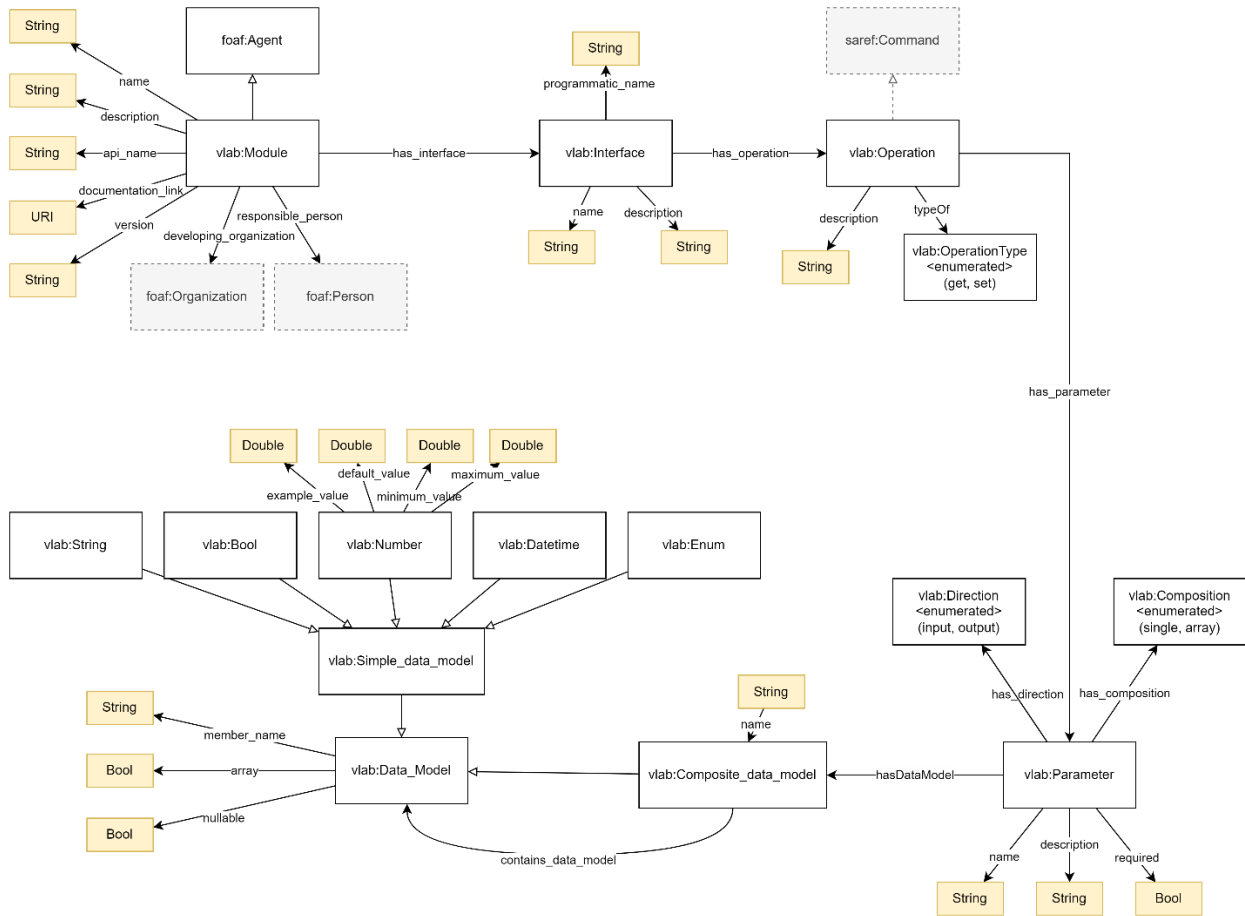 String
foaf:Agent
String
saref:Command
name
programmatic_name
String
description
String
api_name
vlab:Module
has_interface
vlab:Interface
has_operation
vlab:Operation
documentation_link
URI
version
responsible_person
developing_organization
name
description
description
typeOf
String
String
String
String
vlab:OperationType
<enumerated>
(get, set)
foaf:Organization
foaf:Person
has_parameter
Double
Double
Double
Double
default_value
maximum_value
example_value
minimum_value
vlab:String
vlab:Bool
vlab:Number
vlab:Datetime
vlab:Enum
vlab:Direction
<enumerated>
(input, output)
vlab:Composition
<enumerated>
(single, array)
vlab:Simple_data_model
String
String
name
has_direction
has_composition
member_name
Bool
array
vlab:Data_Model
vlab:Composite_data_model
hasDataModel
vlab:Parameter
nullable
Bool
contains_data_model
name
description
required
String
String
Bool